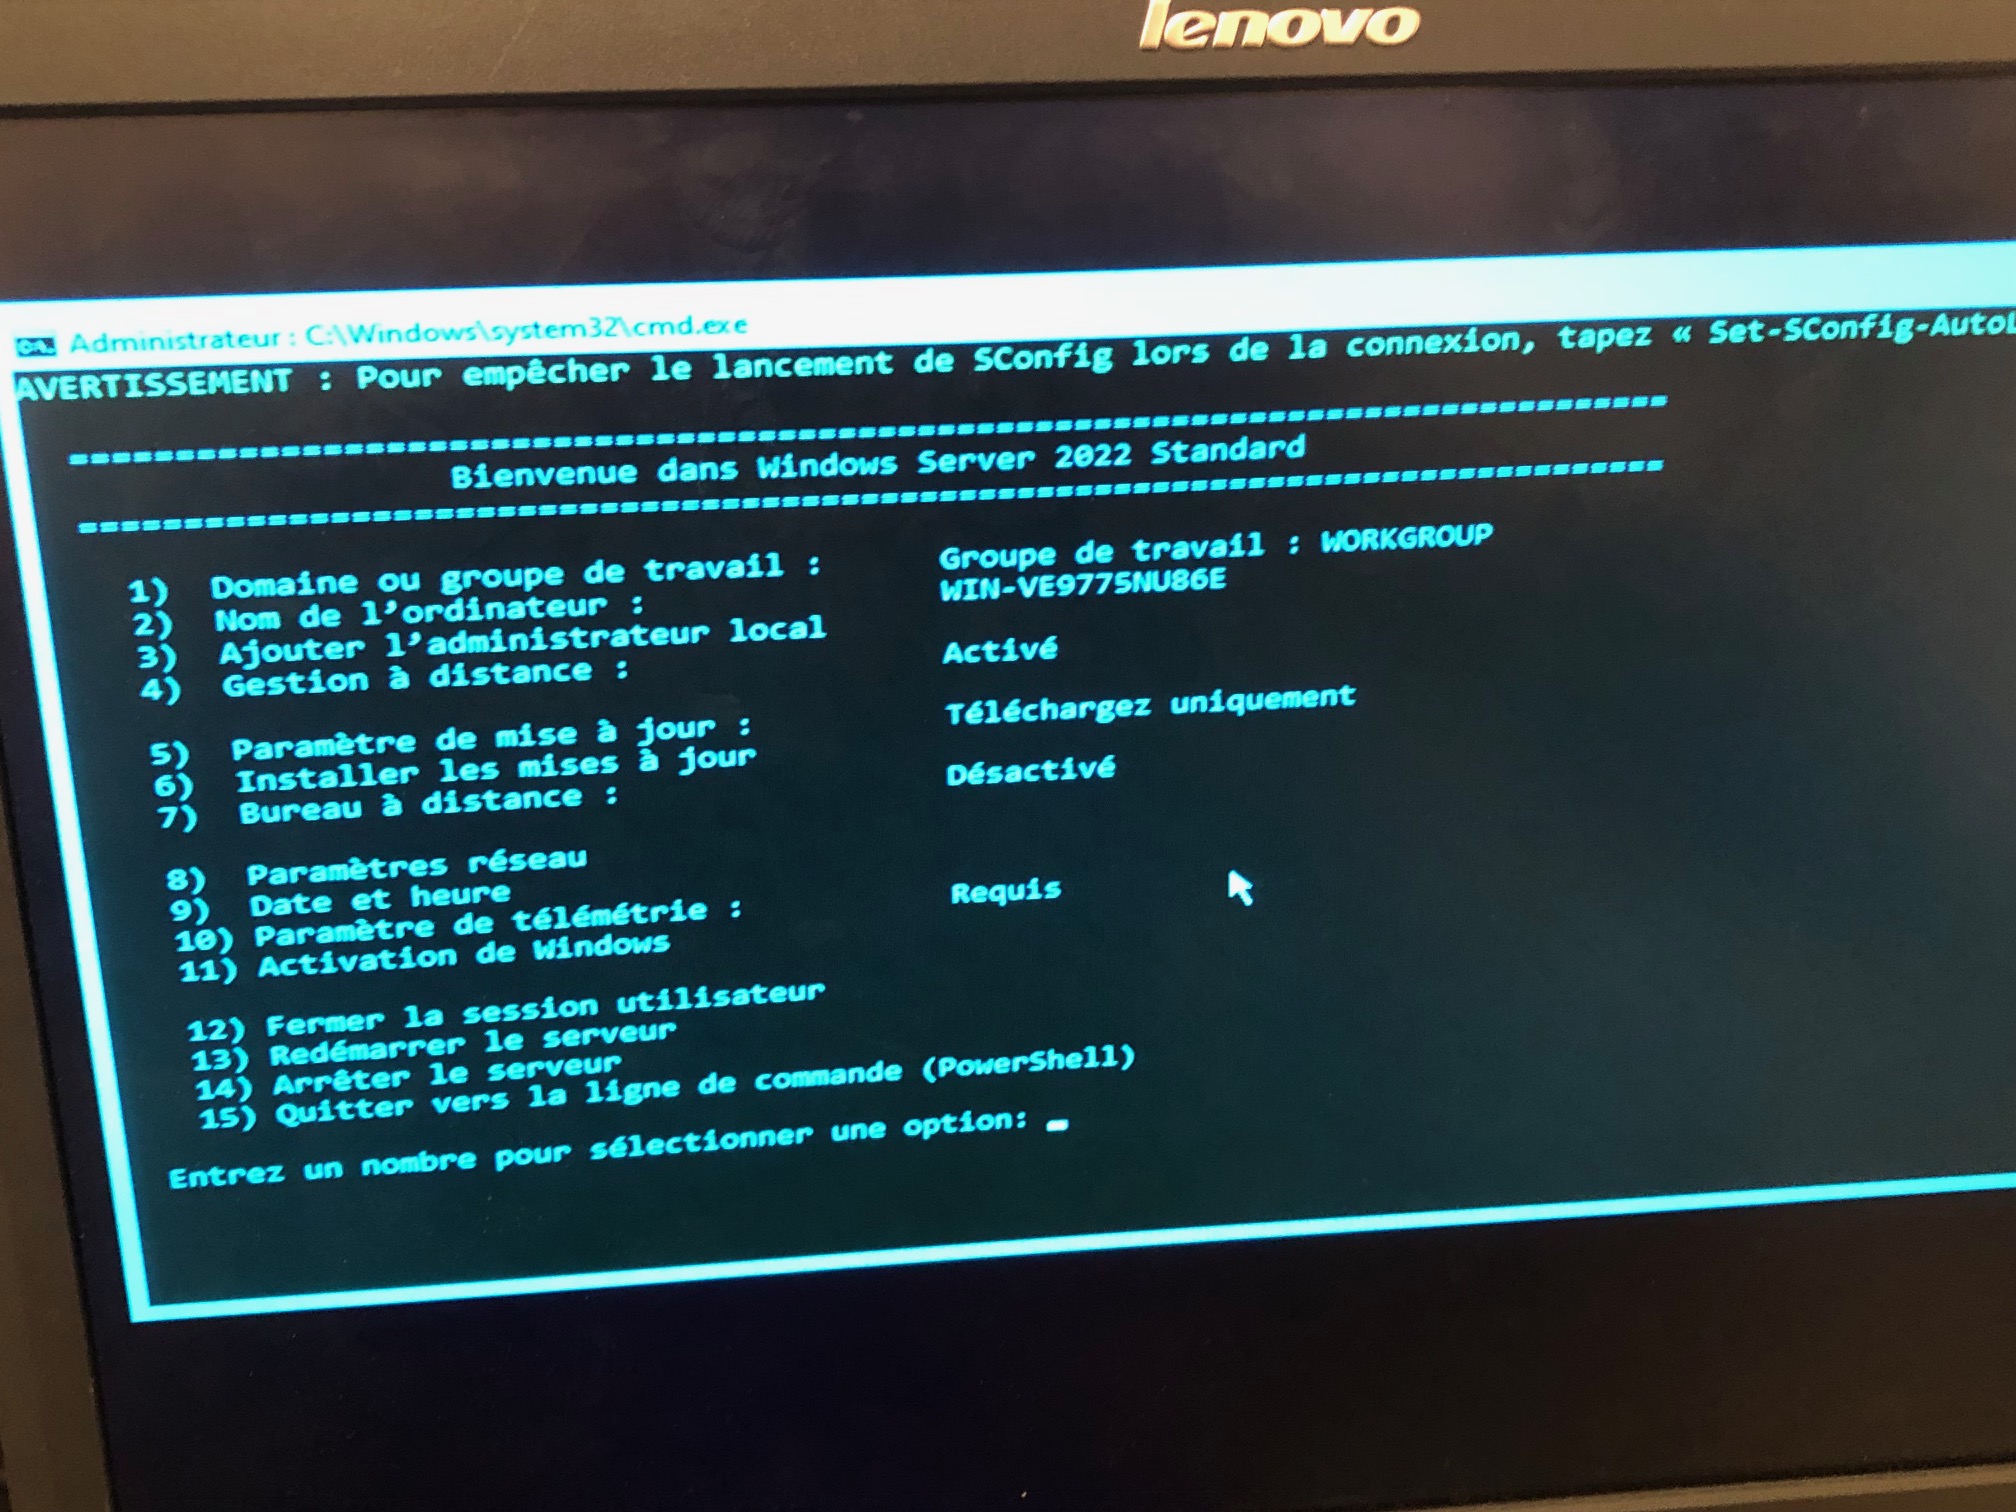 lenovo
Administrateur : C:\Windows\system32\cmd.exe
AVERTISSEMENT : Pour empêcher le lancement de SConfig lors de la connexion, tapez « Set-SConfig-AutoL
================================================================================
Bienvenue dans Windows Server 2022 Standard
================================================================================
1) Domaine ou groupe de travail : Groupe de travail : WORKGROUP
2) Nom de l'ordinateur : WIN-VE9775NU86E
3) Ajouter l'administrateur local
4) Gestion à distance : Activé
5) Paramètre de mise à jour : Téléchargez uniquement
6) Installer les mises à jour
7) Bureau à distance : Désactivé
8) Paramètres réseau
9) Date et heure
10) Paramètre de télémétrie : Requis
11) Activation de Windows
12) Fermer la session utilisateur
13) Redémarrer le serveur
14) Arrêter le serveur
15) Quitter vers la ligne de commande (PowerShell)
Entrez un nombre pour sélectionner une option: